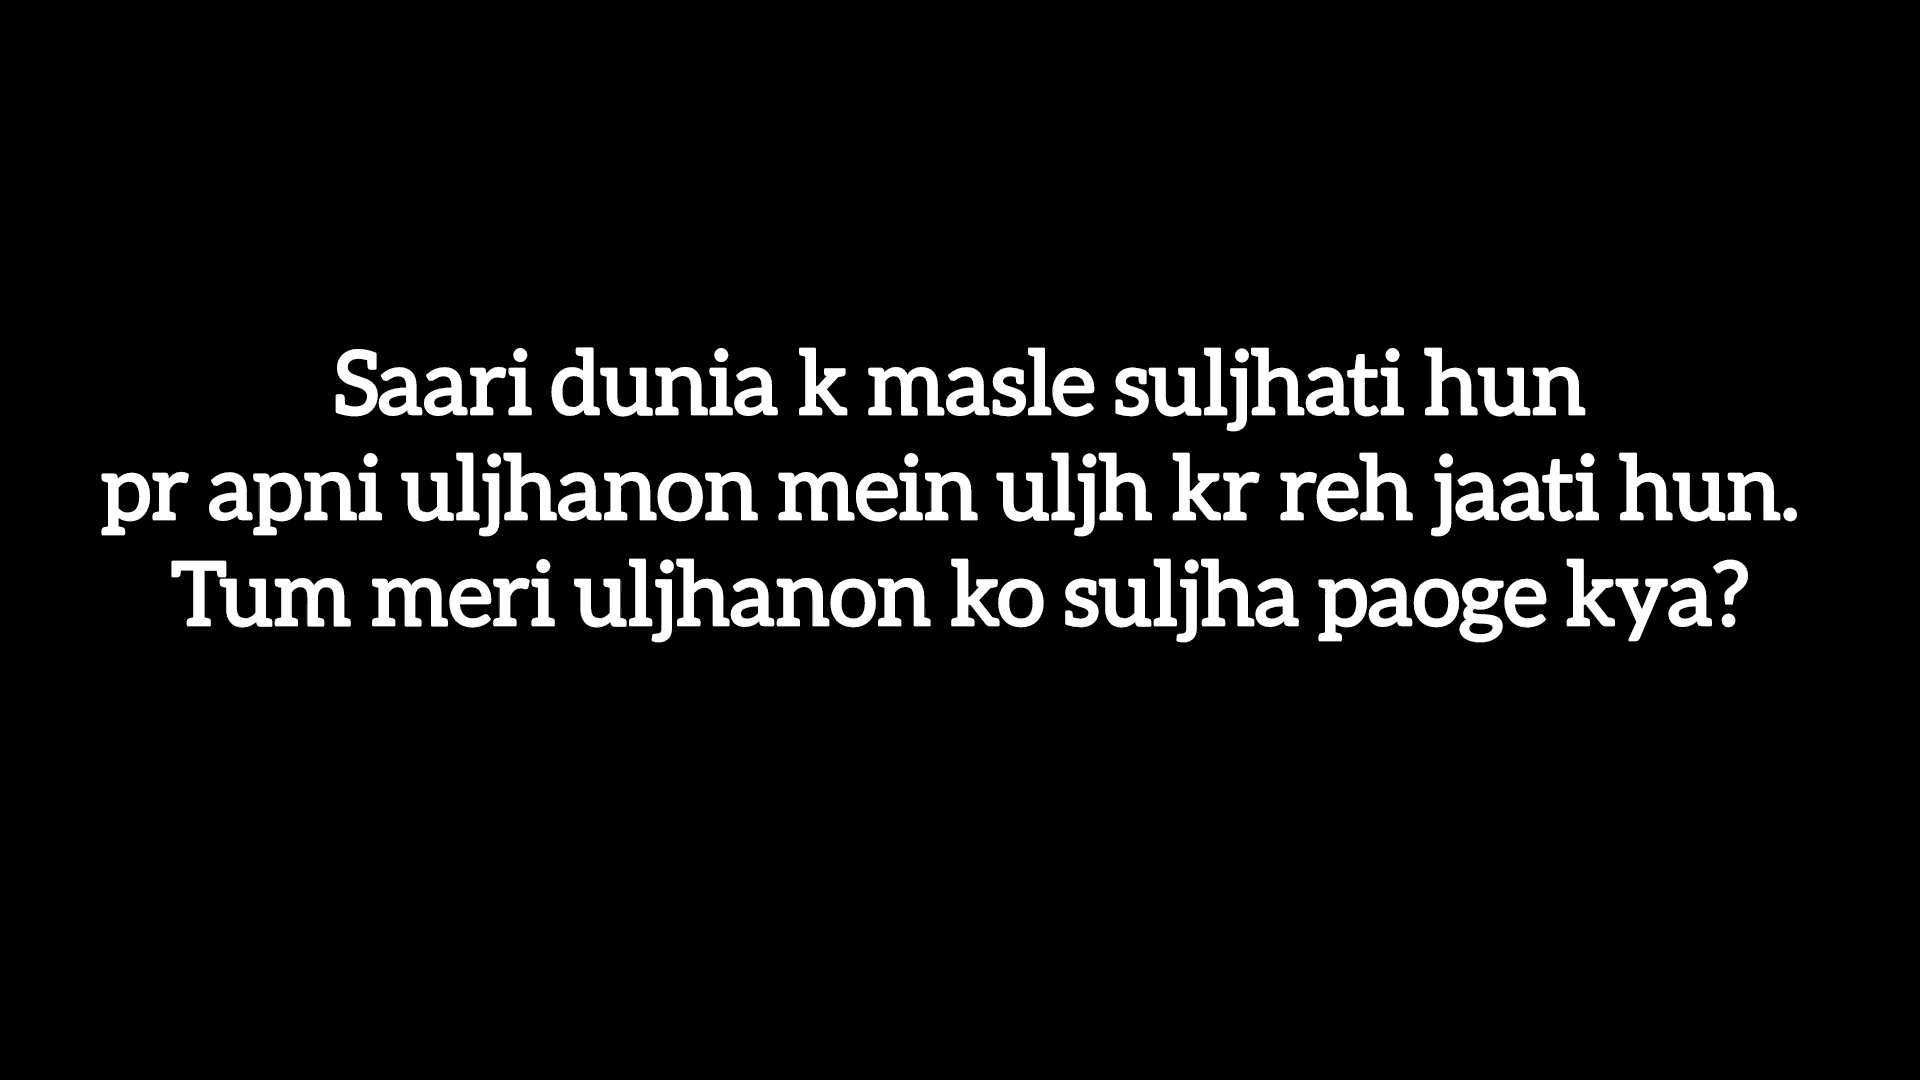 Saari dunia k masle suljhati hun
pr apni uljhanon mein uljh kr reh jaati hun.
Tum meri uljhanon ko suljha paoge kya?